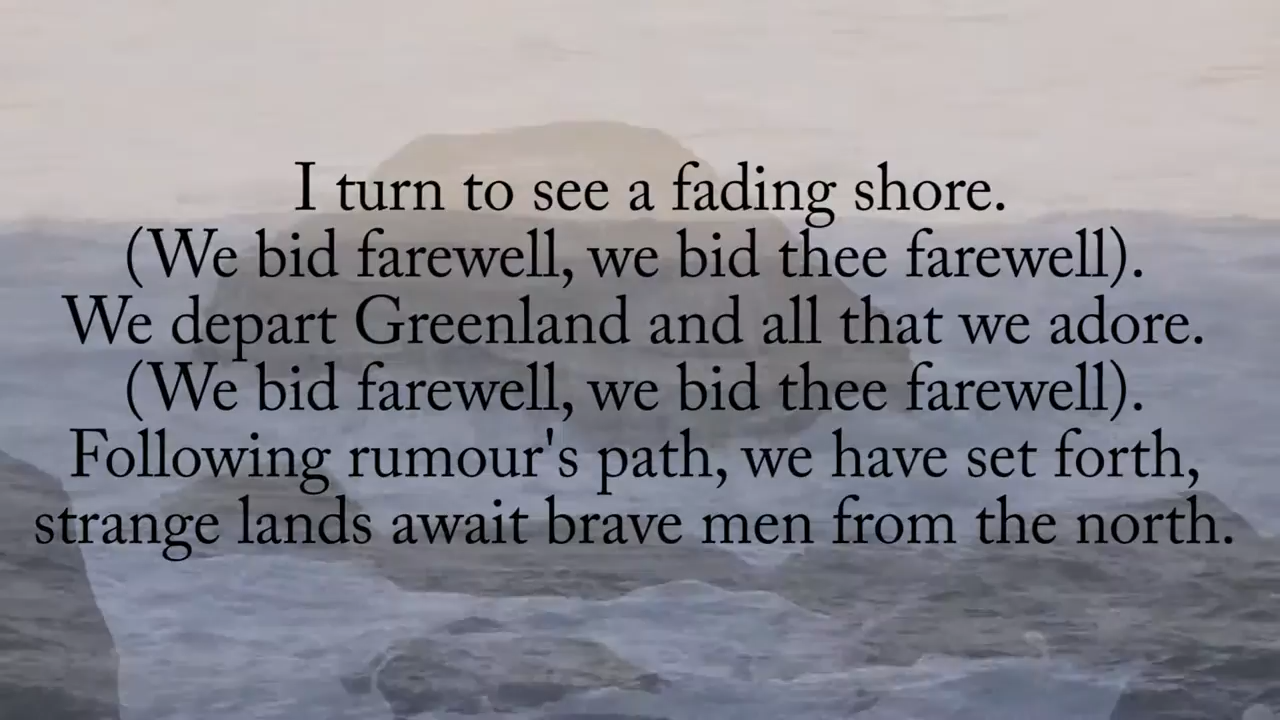 I turn to see a fading shore.
(We bid farewell, we bid thee farewell).
We depart Greenland and all that we adore.
(We bid farewell, we bid thee farewell).
Following rumour's path, we have set forth,
strange lands await brave men from the north.